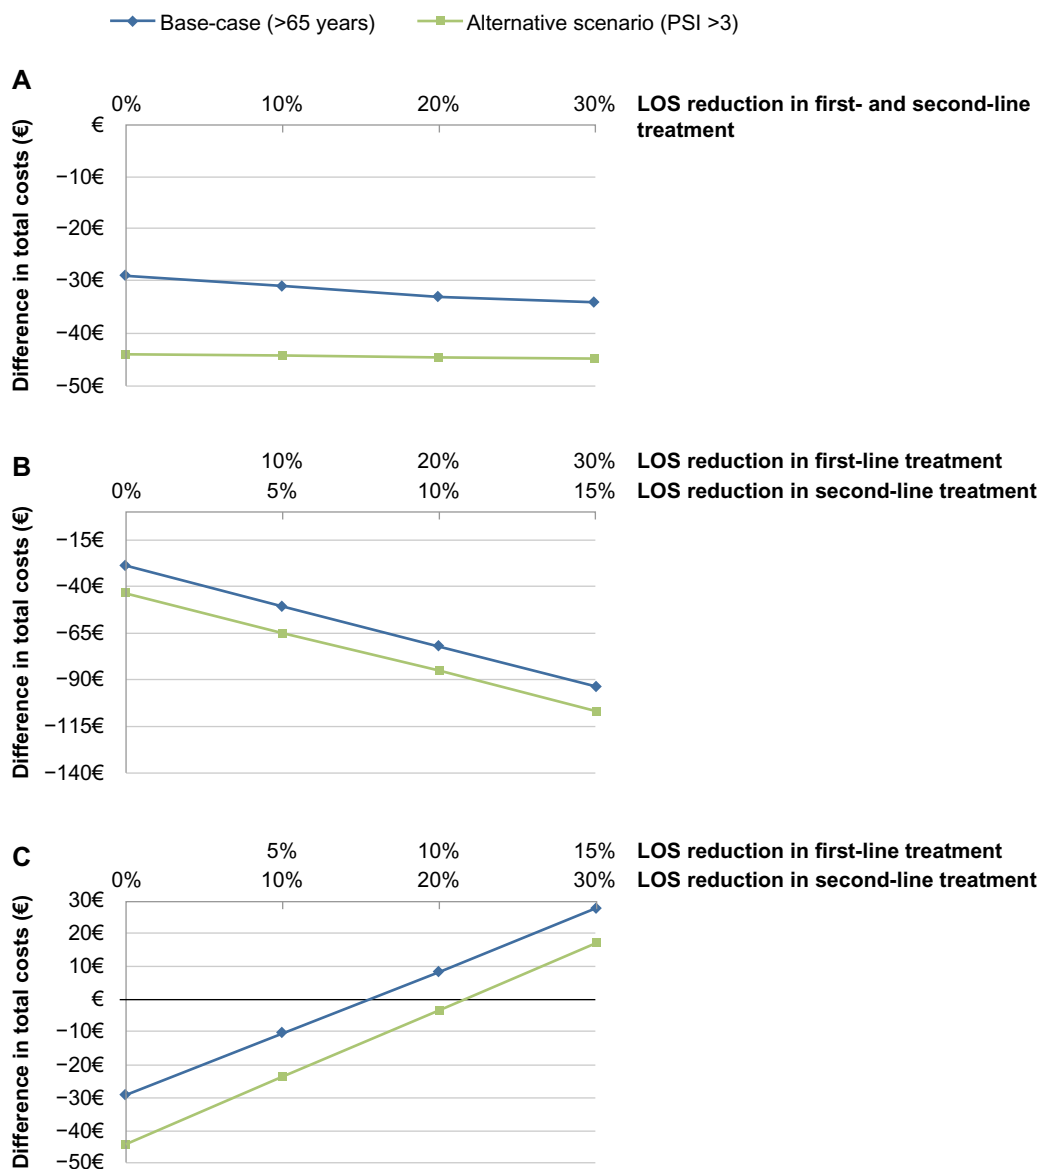 Base-case (>65 years) Alternative scenario (PSI >3)
A
0% 10% 20% 30% LOS reduction in first- and second-line
treatment
Difference in total costs (€)
€
−10€
−20€
−30€
−40€
−50€
B
10% 20% 30% LOS reduction in first-line treatment
0% 5% 10% 15% LOS reduction in second-line treatment
Difference in total costs (€)
−15€
−40€
−65€
−90€
−115€
−140€
C
5% 10% 15% LOS reduction in first-line treatment
0% 10% 20% 30% LOS reduction in second-line treatment
Difference in total costs (€)
30€
20€
10€
€
−10€
−20€
−30€
−40€
−50€